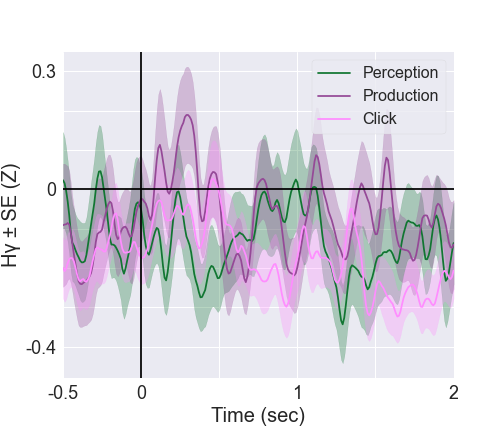 Perception
Production
Click
Hγ ± SE (Z)
0.3
0
-0.4
-0.5 0 1 2
Time (sec)